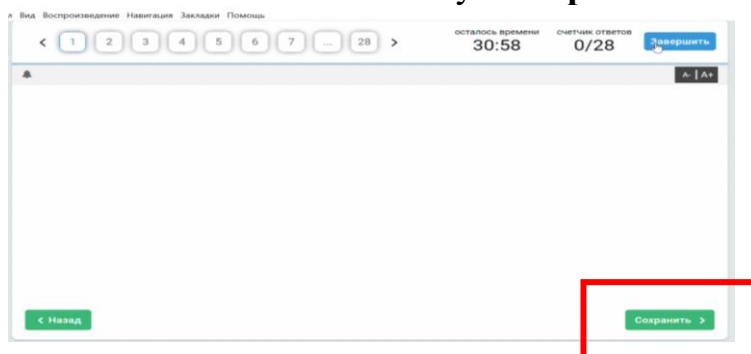 Вид Воспроизведение Навигация Закладки Помощь
< 1 2 3 4 5 6 7 ... 28 >
осталось времени
30:58
счетчик ответов
0/28
Завершить
A- | A+
< Назад
Сохранить >